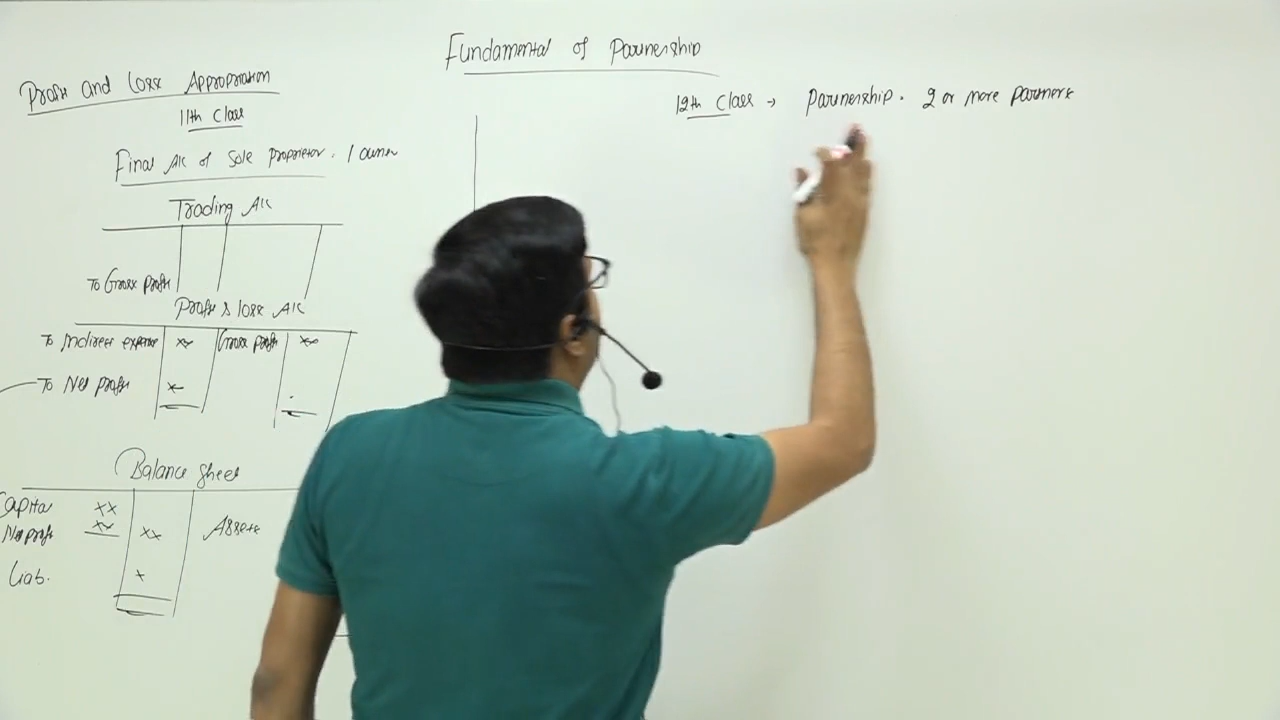 Fundamental of Partnership
Profit and Loss Appropriation
11th Class
Final A/c of Sole proprietor. 1 owner
Trading A/c
To Gross profit
Profit & loss A/c
To Indirect expense xx Gross profit xx
To Net profit x
Balance Sheet
Capital xx
Net profit xx xx Assets
Liab. x
12th Class → Partnership. 2 or more partners